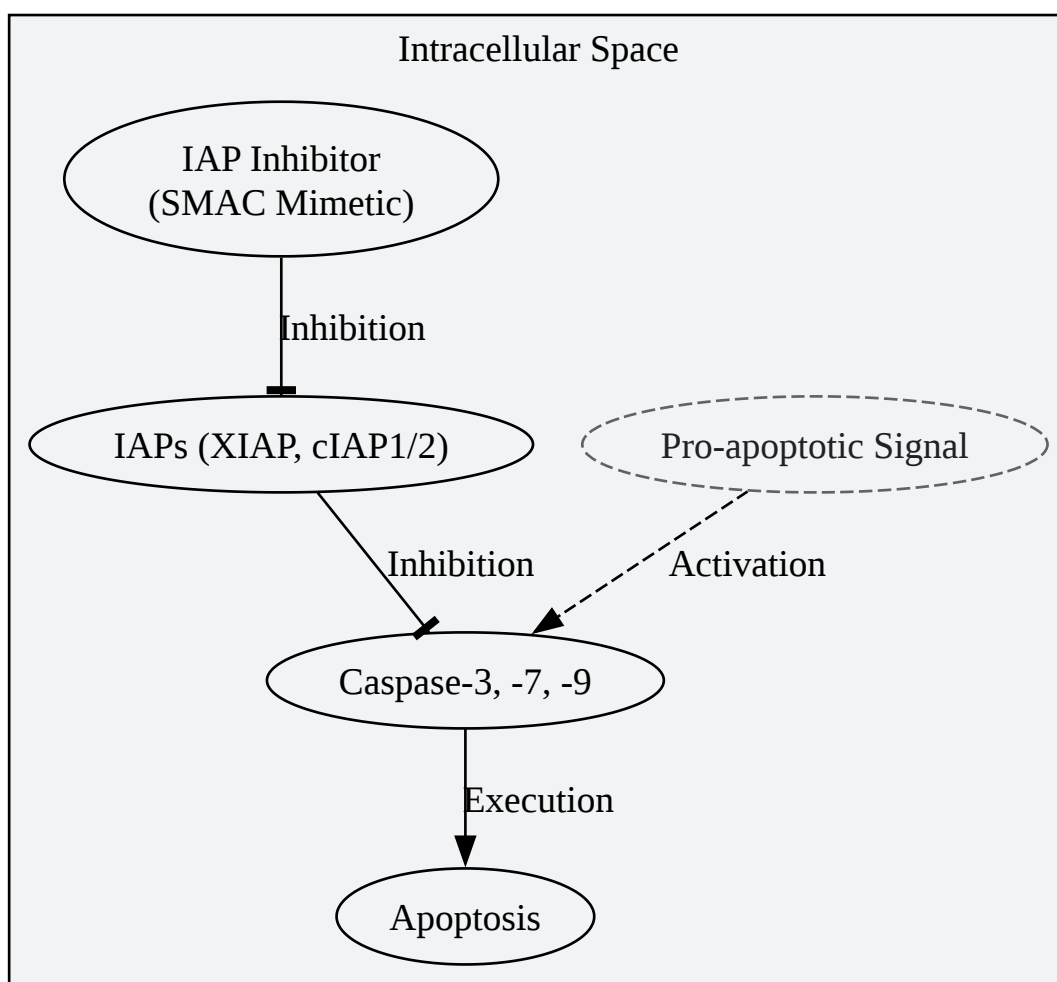 Intracellular Space
IAP Inhibitor
(SMAC Mimetic)
Inhibition
IAPs (XIAP, cIAP1/2)
Pro-apoptotic Signal
Inhibition
Activation
Caspase-3, -7, -9
Execution
Apoptosis